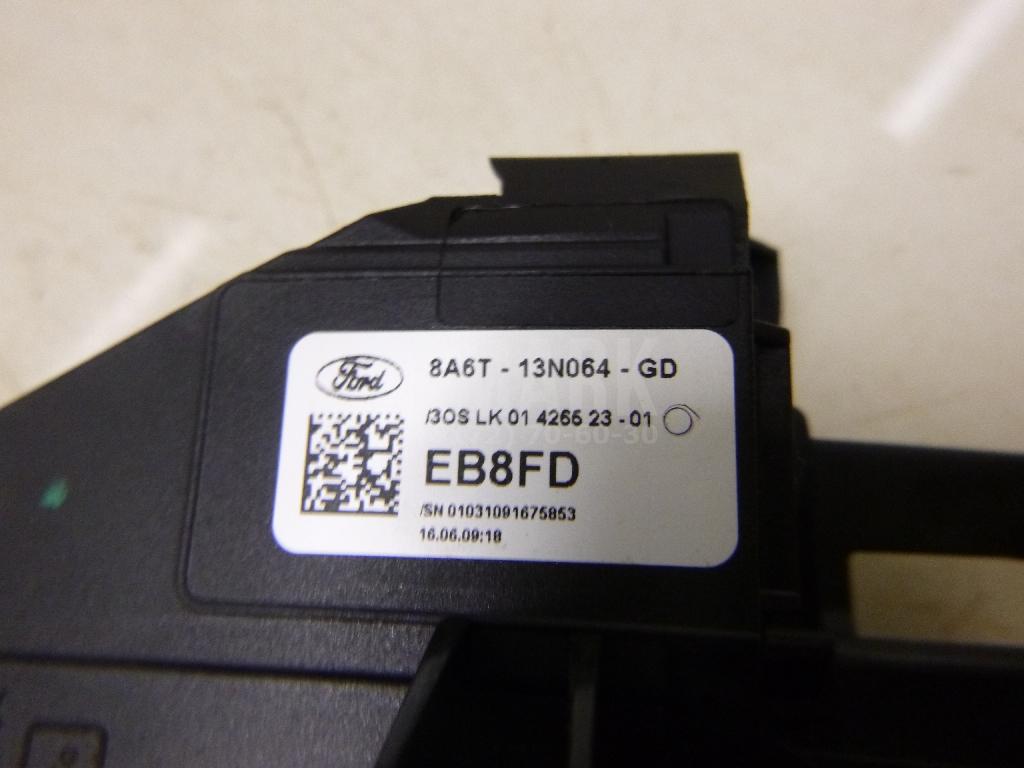 Ford
8A6T - 13N064 - GD
/3OS LK 01 4266 23 - 01
EB8FD
/SN 01031091675853
16.06.09;18